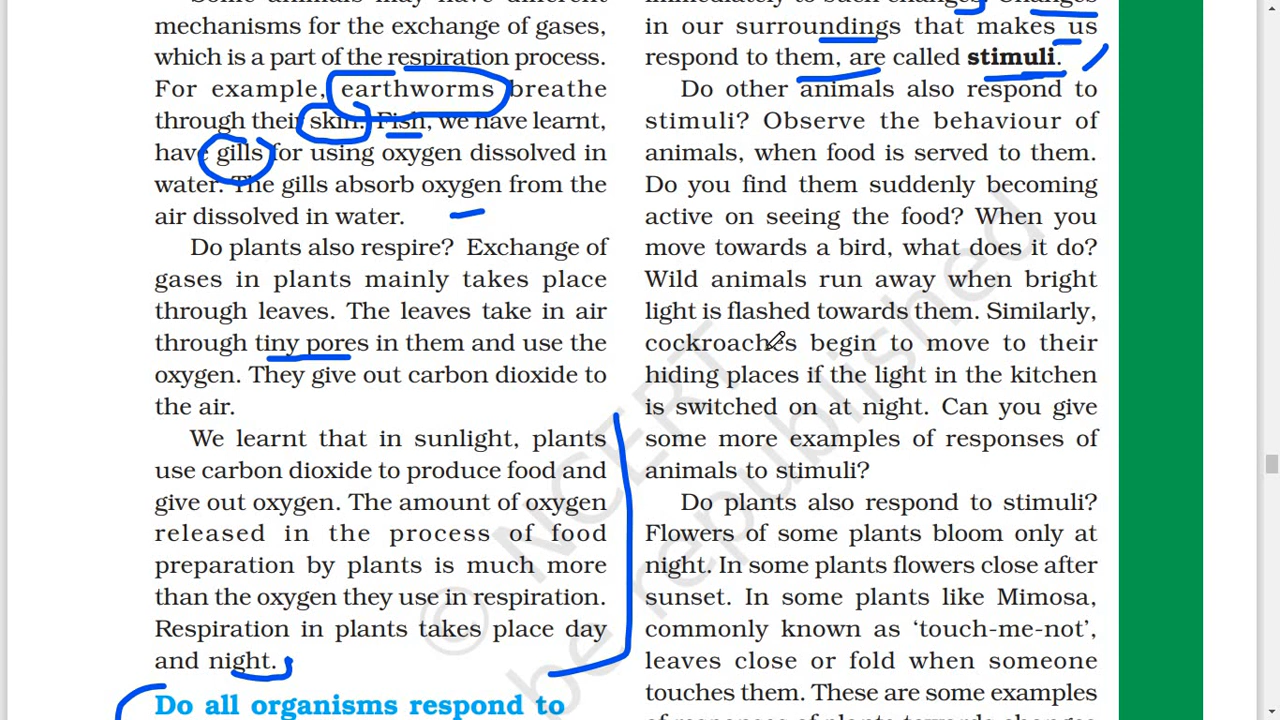 mechanisms for the exchange of gases,
which is a part of the respiration process.
For example, earthworms breathe
through their skin. Fish, we have learnt,
have gills for using oxygen dissolved in
water. The gills absorb oxygen from the
air dissolved in water.
Do plants also respire? Exchange of
gases in plants mainly takes place
through leaves. The leaves take in air
through tiny pores in them and use the
oxygen. They give out carbon dioxide to
the air.
We learnt that in sunlight, plants
use carbon dioxide to produce food and
give out oxygen. The amount of oxygen
released in the process of food
preparation by plants is much more
than the oxygen they use in respiration.
Respiration in plants takes place day
and night.
Do all organisms respond to
in our surroundings that makes us
respond to them, are called stimuli.
Do other animals also respond to
stimuli? Observe the behaviour of
animals, when food is served to them.
Do you find them suddenly becoming
active on seeing the food? When you
move towards a bird, what does it do?
Wild animals run away when bright
light is flashed towards them. Similarly,
cockroaches begin to move to their
hiding places if the light in the kitchen
is switched on at night. Can you give
some more examples of responses of
animals to stimuli?
Do plants also respond to stimuli?
Flowers of some plants bloom only at
night. In some plants flowers close after
sunset. In some plants like Mimosa,
commonly known as ‘touch-me-not’,
leaves close or fold when someone
touches them. These are some examples
© NCERT
be republished